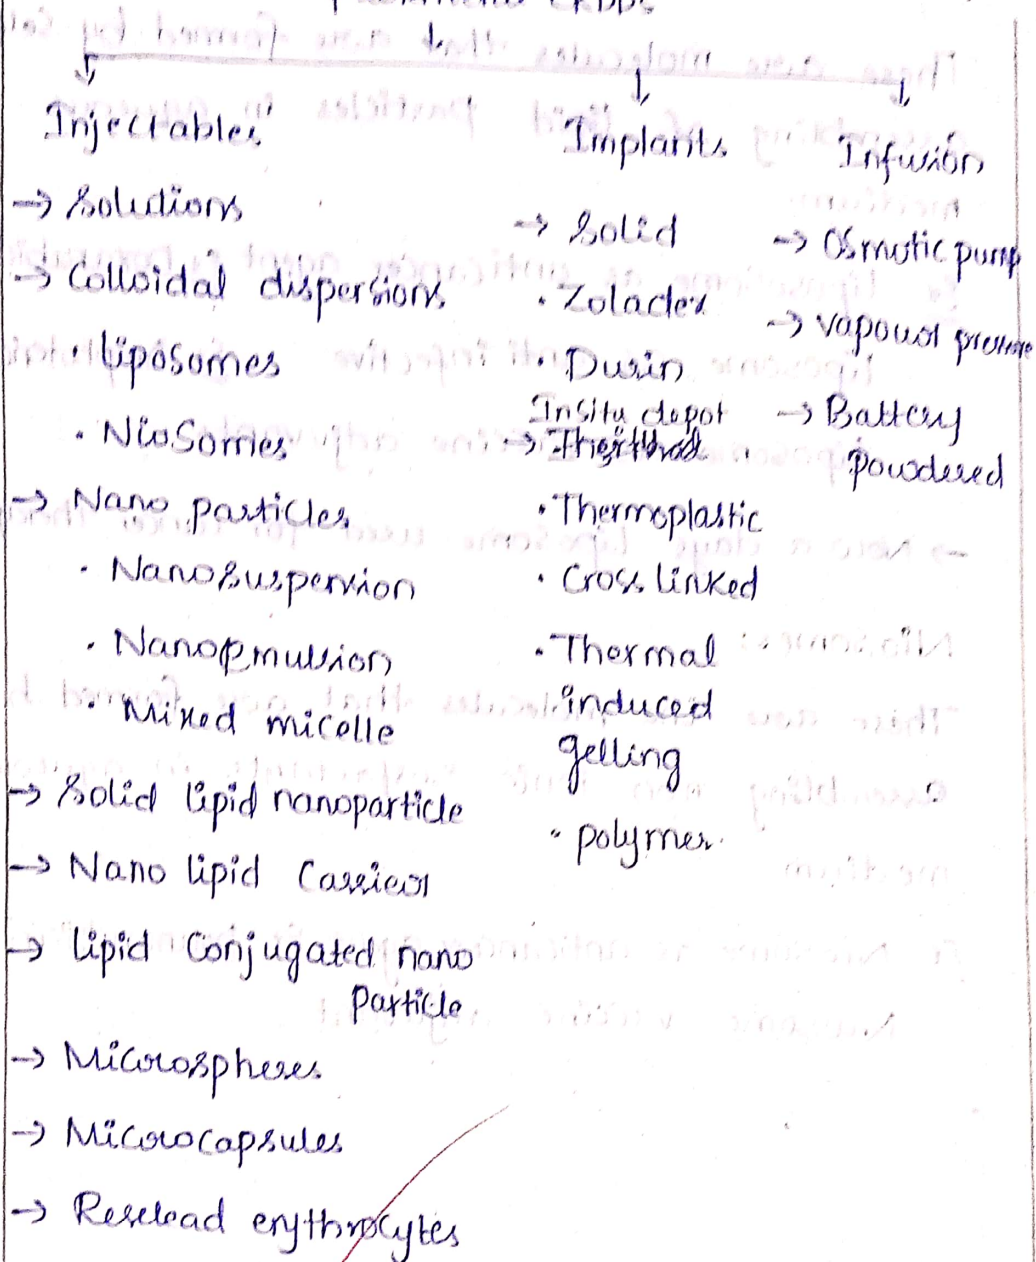 CRDDS
Injectables
→ Solutions
→ Colloidal dispersions
• Liposomes
• Niosomes
→ Nano particles
• Nanosuspension
• Nanoemulsion
• Mixed micelle
→ Solid lipid nanoparticle
→ Nano lipid Carrier
→ Lipid Conjugated nano
particle
→ Microspheres
→ Microcapsules
→ Reseload erythrocytes
Implants
→ Solid
• Zoladex
• Durin
→ Insitu depot
• Thermoplastic
• Cross linked
• Thermal
induced
gelling
• polymer
Infusion
→ Osmotic pump
→ Vapour pressure
→ Battery
powdered